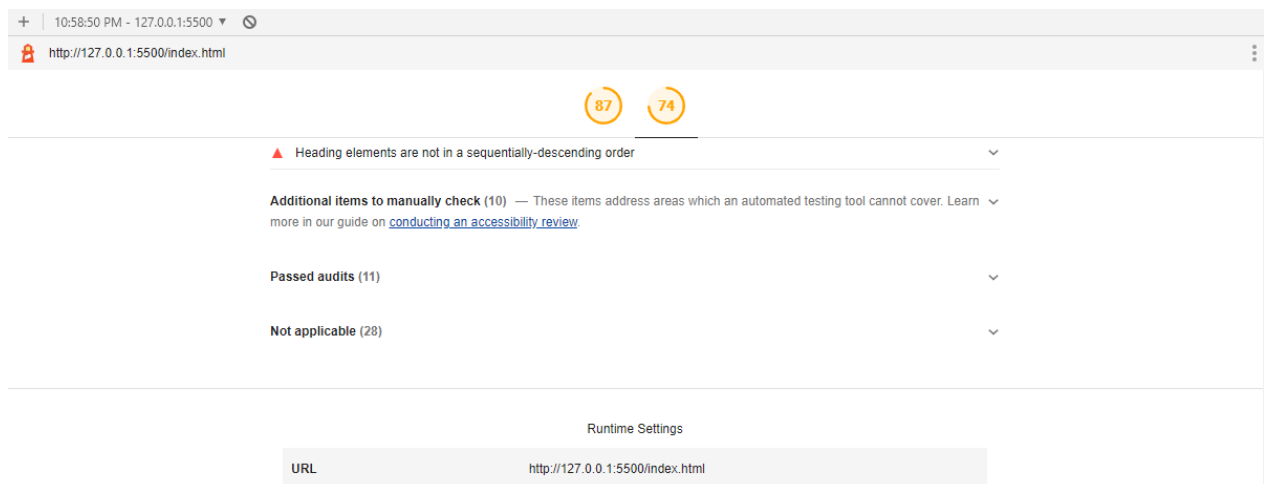 + 10:58:50 PM - 127.0.0.1:5500 ▼
http://127.0.0.1:5500/index.html
87 74
Heading elements are not in a sequentially-descending order
Additional items to manually check (10) — These items address areas which an automated testing tool cannot cover. Learn
more in our guide on conducting an accessibility review.
Passed audits (11)
Not applicable (28)
Runtime Settings
URL http://127.0.0.1:5500/index.html